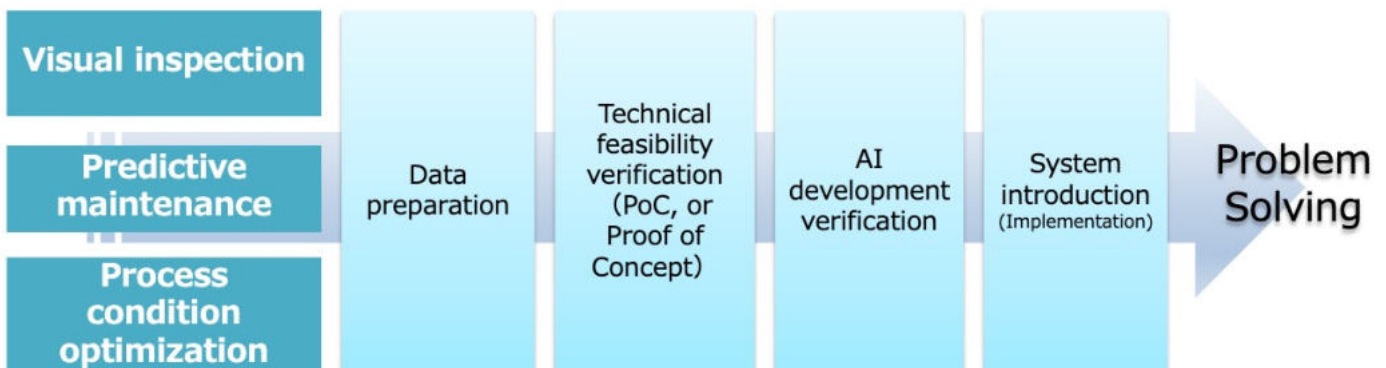 Visual inspection
Predictive
maintenance
Process
condition
optimization
Data
preparation
Technical
feasibility
verification
(PoC, or
Proof of
Concept）
AI
development
verification
System
introduction
(Implementation)
Problem
Solving